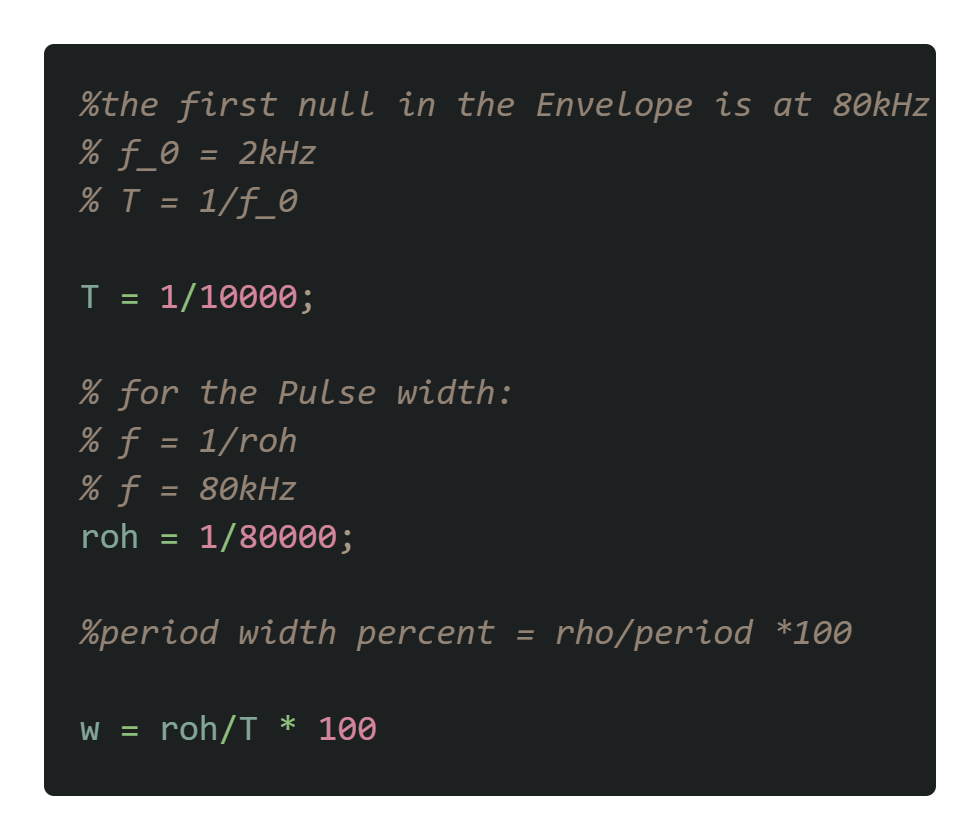 %the first null in the Envelope is at 80kHz
% f_0 = 2kHz
% T = 1/f_0
T = 1/10000;
% for the Pulse width:
% f = 1/roh
% f = 80kHz
roh = 1/80000;
%period width percent = rho/period *100
w = roh/T * 100